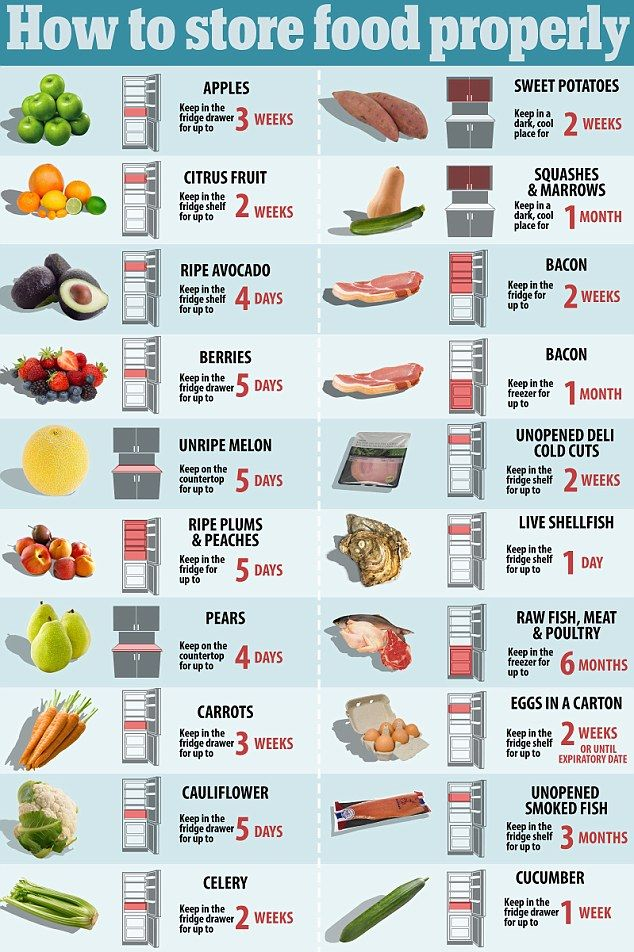 How to store food properly
APPLES
Keep in the
fridge drawer
for up to
3 WEEKS
CITRUS FRUIT
Keep in the
fridge shelf
for up to
2 WEEKS
RIPE AVOCADO
Keep in the
fridge shelf
for up to
4 DAYS
BERRIES
Keep in the
fridge drawer
for up to
5 DAYS
UNRIPE MELON
Keep on the
countertop
for up to
5 DAYS
RIPE PLUMS
& PEACHES
Keep in the
fridge for
up to
5 DAYS
PEARS
Keep on the
countertop
for up to
4 DAYS
CARROTS
Keep in the
fridge drawer
for up to
3 WEEKS
CAULIFLOWER
Keep in the
fridge drawer
for up to
5 DAYS
CELERY
Keep in the
fridge drawer
for up to
2 WEEKS
SWEET POTATOES
Keep in a
dark, cool
place for
2 WEEKS
SQUASHES
& MARROWS
Keep in a
dark, cool
place for
1 MONTH
BACON
Keep in the
fridge for
up to
2 WEEKS
BACON
Keep in the
freezer for
up to
1 MONTH
UNOPENED DELI
COLD CUTS
Keep in the
fridge shelf
for up to
2 WEEKS
LIVE SHELLFISH
Keep in the
fridge shelf
for up to
1 DAY
RAW FISH, MEAT
& POULTRY
Keep in the
freezer for
up to
6 MONTHS
EGGS IN A CARTON
Keep in the
fridge shelf
for up to
2 WEEKS
OR UNTIL
EXPIRATORY DATE
UNOPENED
SMOKED FISH
Keep in the
fridge shelf
for up to
3 MONTHS
CUCUMBER
Keep in the
fridge drawer
for up to
1 WEEK